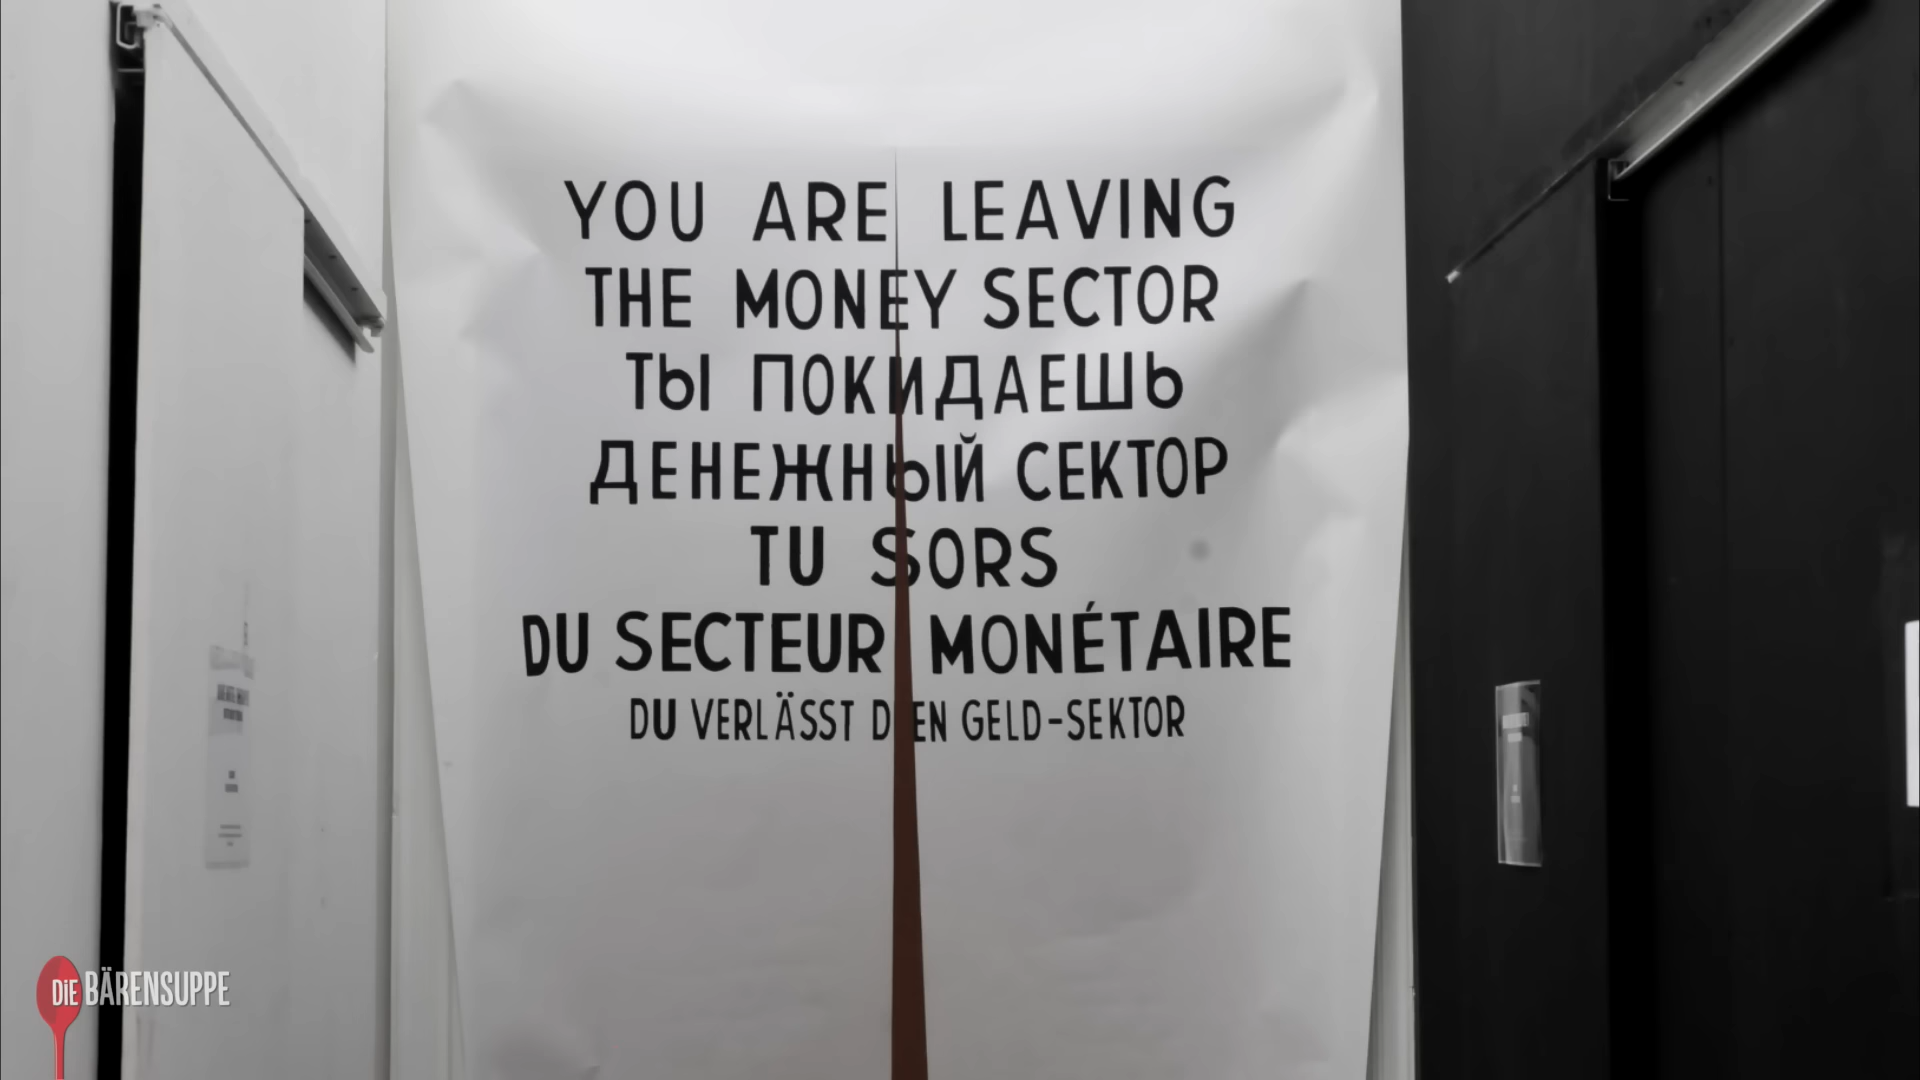 YOU ARE LEAVING
THE MONEY SECTOR
ТЫ ПОКИДАЕШЬ
ДЕНЕЖНЫЙ СЕКТОР
TU SORS
DU SECTEUR MONÉTAIRE
DU VERLÄSST DEN GELD-SEKTOR
DiE BÄRENSUPPE